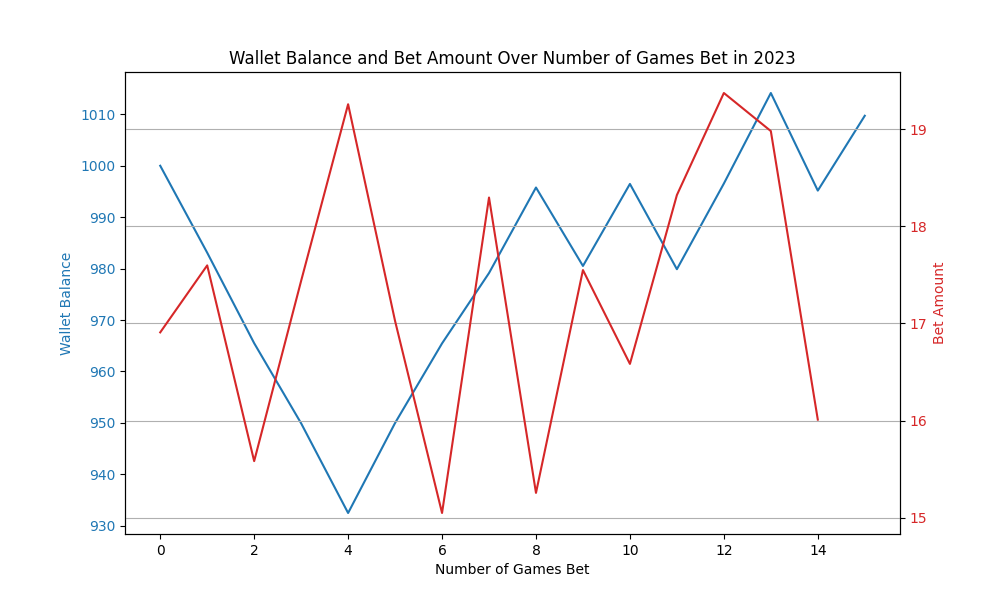 Wallet Balance and Bet Amount Over Number of Games Bet in 2023
1010
1000
990
980
970
960
950
940
930
Wallet Balance
19
18
17
16
15
Bet Amount
0 2 4 6 8 10 12 14
Number of Games Bet